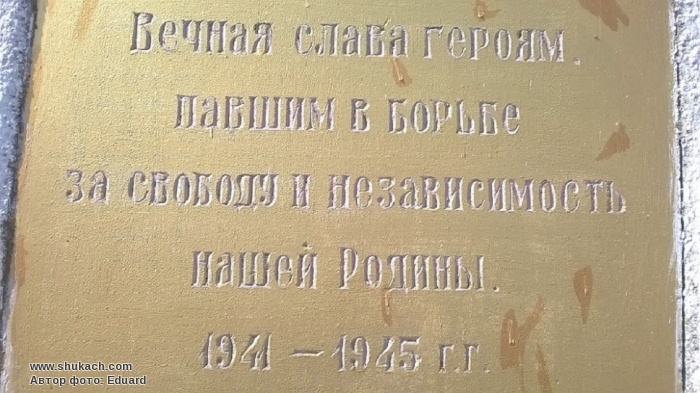 Вечная слава героям.
павшим в борьбе
за свободу и независимость
нашей Родины.
1941 – 1945 г.г.
www.shukach.com
Автор фото: Eduard